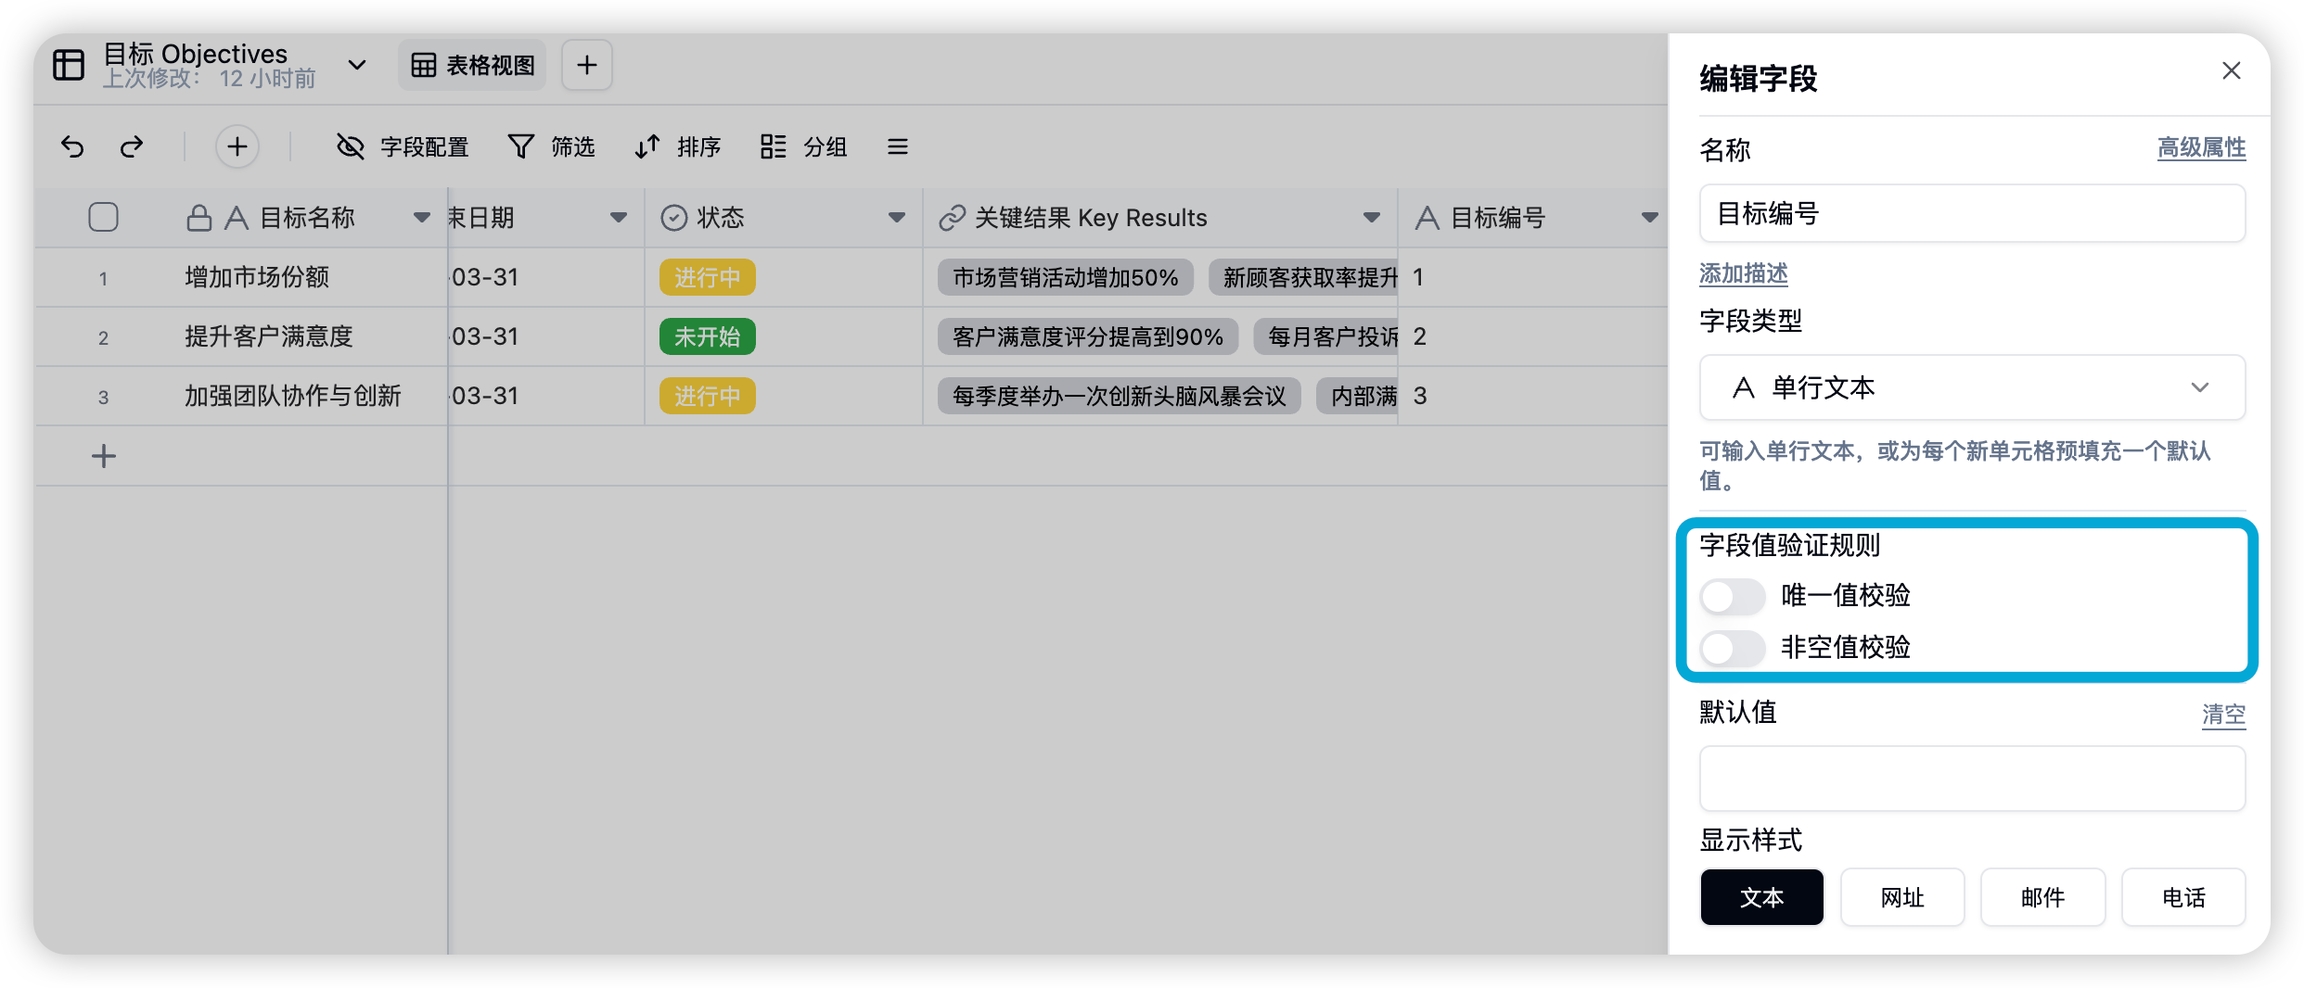 目标 Objectives
上次修改： 12 小时前
表格视图
字段配置 筛选 排序 分组
目标名称 束日期 状态 关键结果 Key Results 目标编号
1 增加市场份额 -03-31 进行中 市场营销活动增加50% 新顾客获取率提升 1
2 提升客户满意度 -03-31 未开始 客户满意度评分提高到90% 每月客户投诉 2
3 加强团队协作与创新 -03-31 进行中 每季度举办一次创新头脑风暴会议 内部满 3
编辑字段
名称 高级属性
目标编号
添加描述
字段类型
单行文本
可输入单行文本，或为每个新单元格预填充一个默认
值。
字段值验证规则
唯一值校验
非空值校验
默认值 清空
显示样式
文本 网址 邮件 电话